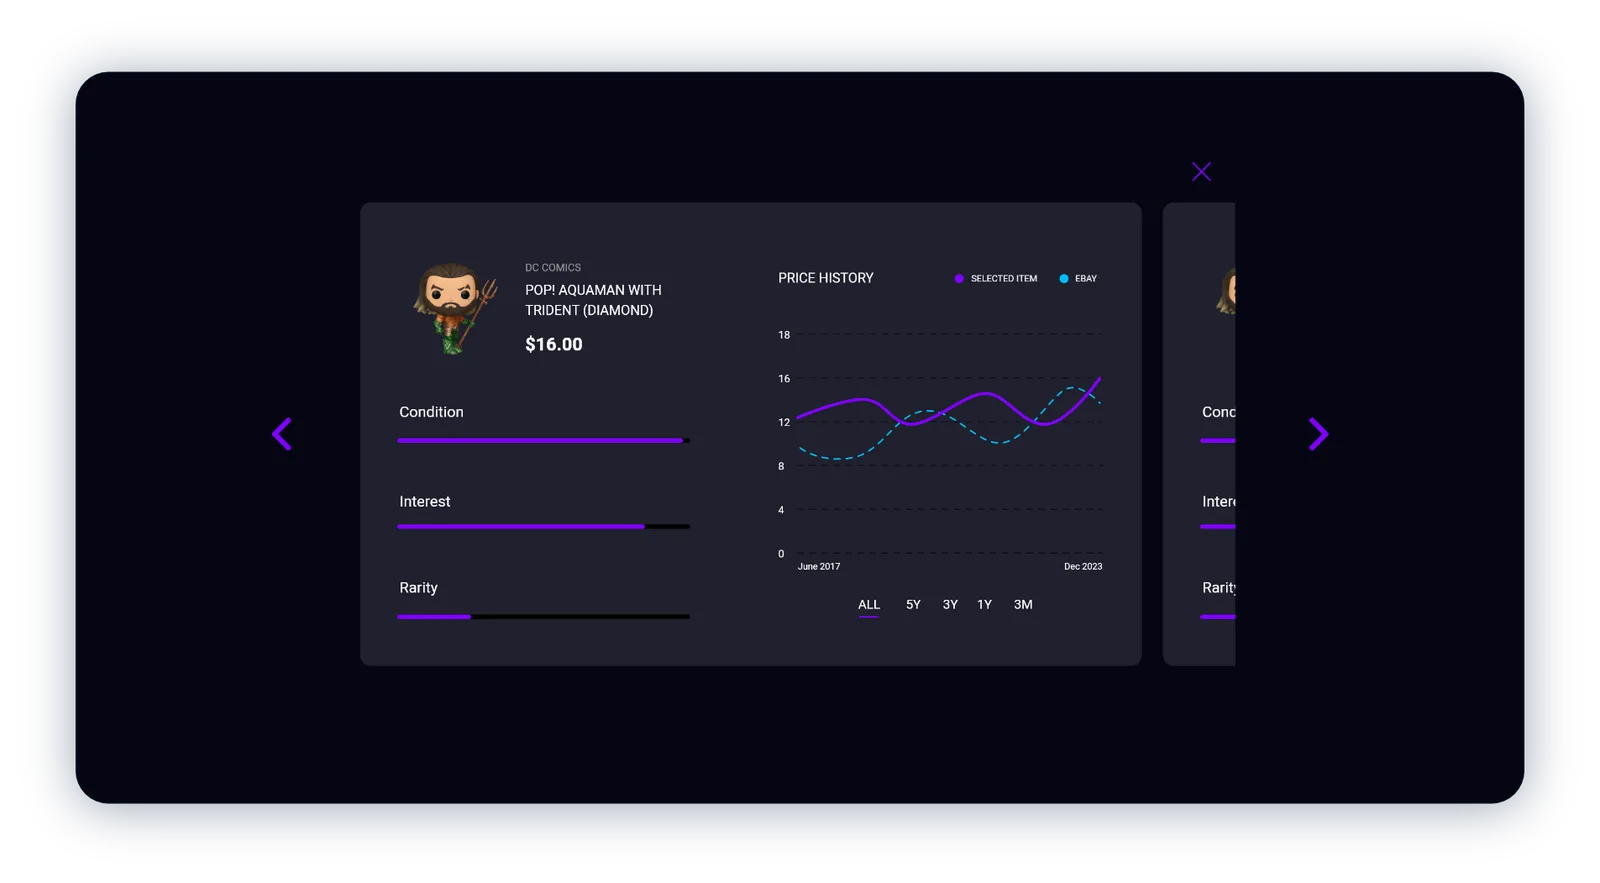 DC COMICS
POP! AQUAMAN WITH
TRIDENT (DIAMOND)
$16.00
Condition
Interest
Rarity
PRICE HISTORY
SELECTED ITEM
EBAY
18
16
12
8
4
0
June 2017
Dec 2023
ALL 5Y 3Y 1Y 3M
Conc
Intere
Rarity